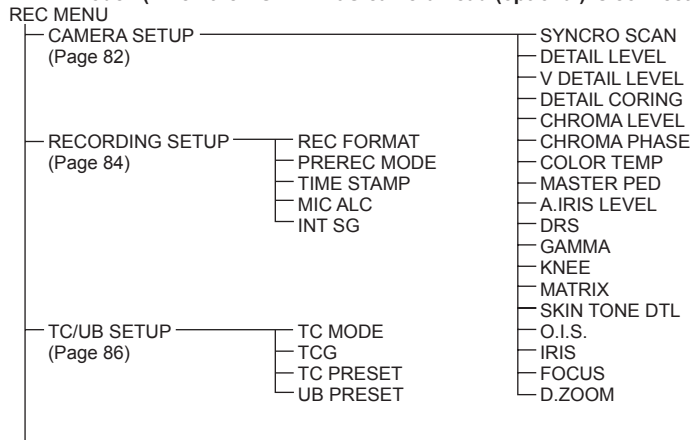 REC MENU
CAMERA SETUP
(Page 82)
SYNCRO SCAN
DETAIL LEVEL
V DETAIL LEVEL
DETAIL CORING
CHROMA LEVEL
CHROMA PHASE
COLOR TEMP
MASTER PED
A.IRIS LEVEL
DRS
GAMMA
KNEE
MATRIX
SKIN TONE DTL
O.I.S.
IRIS
FOCUS
D.ZOOM
RECORDING SETUP
(Page 84)
REC FORMAT
PREREC MODE
TIME STAMP
MIC ALC
INT SG
TC/UB SETUP
(Page 86)
TC MODE
TCG
TC PRESET
UB PRESET